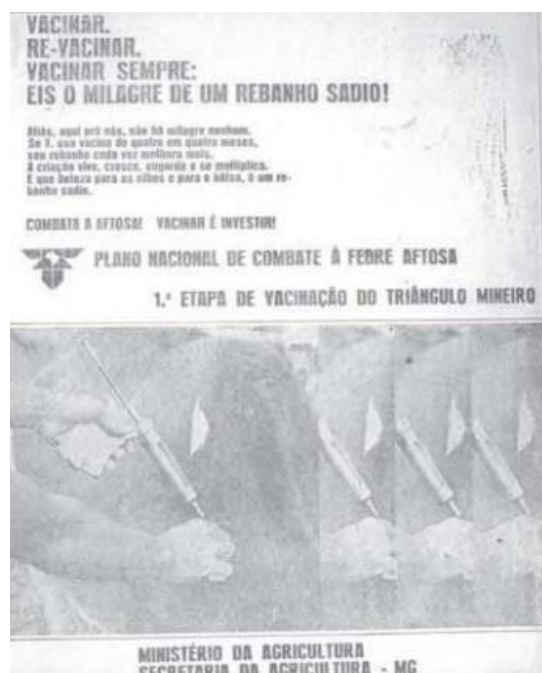 VACINAR.
RE-VACINAR.
VACINAR SEMPRE:
EIS O MILAGRE DE UM REBANHO SADIO!
Aliás, aqui prá nós, não há milagre nenhum.
Se V. usa vacina de quatro em quatro meses,
seu rebanho cada vez melhora mais.
A criação vive, cresce, engorda e se multiplica.
E que beleza para os olhos e para o bôlso, é um re-
banho sadio.
COMBATA A AFTOSA! VACINAR É INVESTIR!
PLANO NACIONAL DE COMBATE À FEBRE AFTOSA
1.ª ETAPA DE VACINAÇÃO DO TRIÂNGULO MINEIRO
MINISTÉRIO DA AGRICULTURA
SECRETARIA DA AGRICULTURA - MG